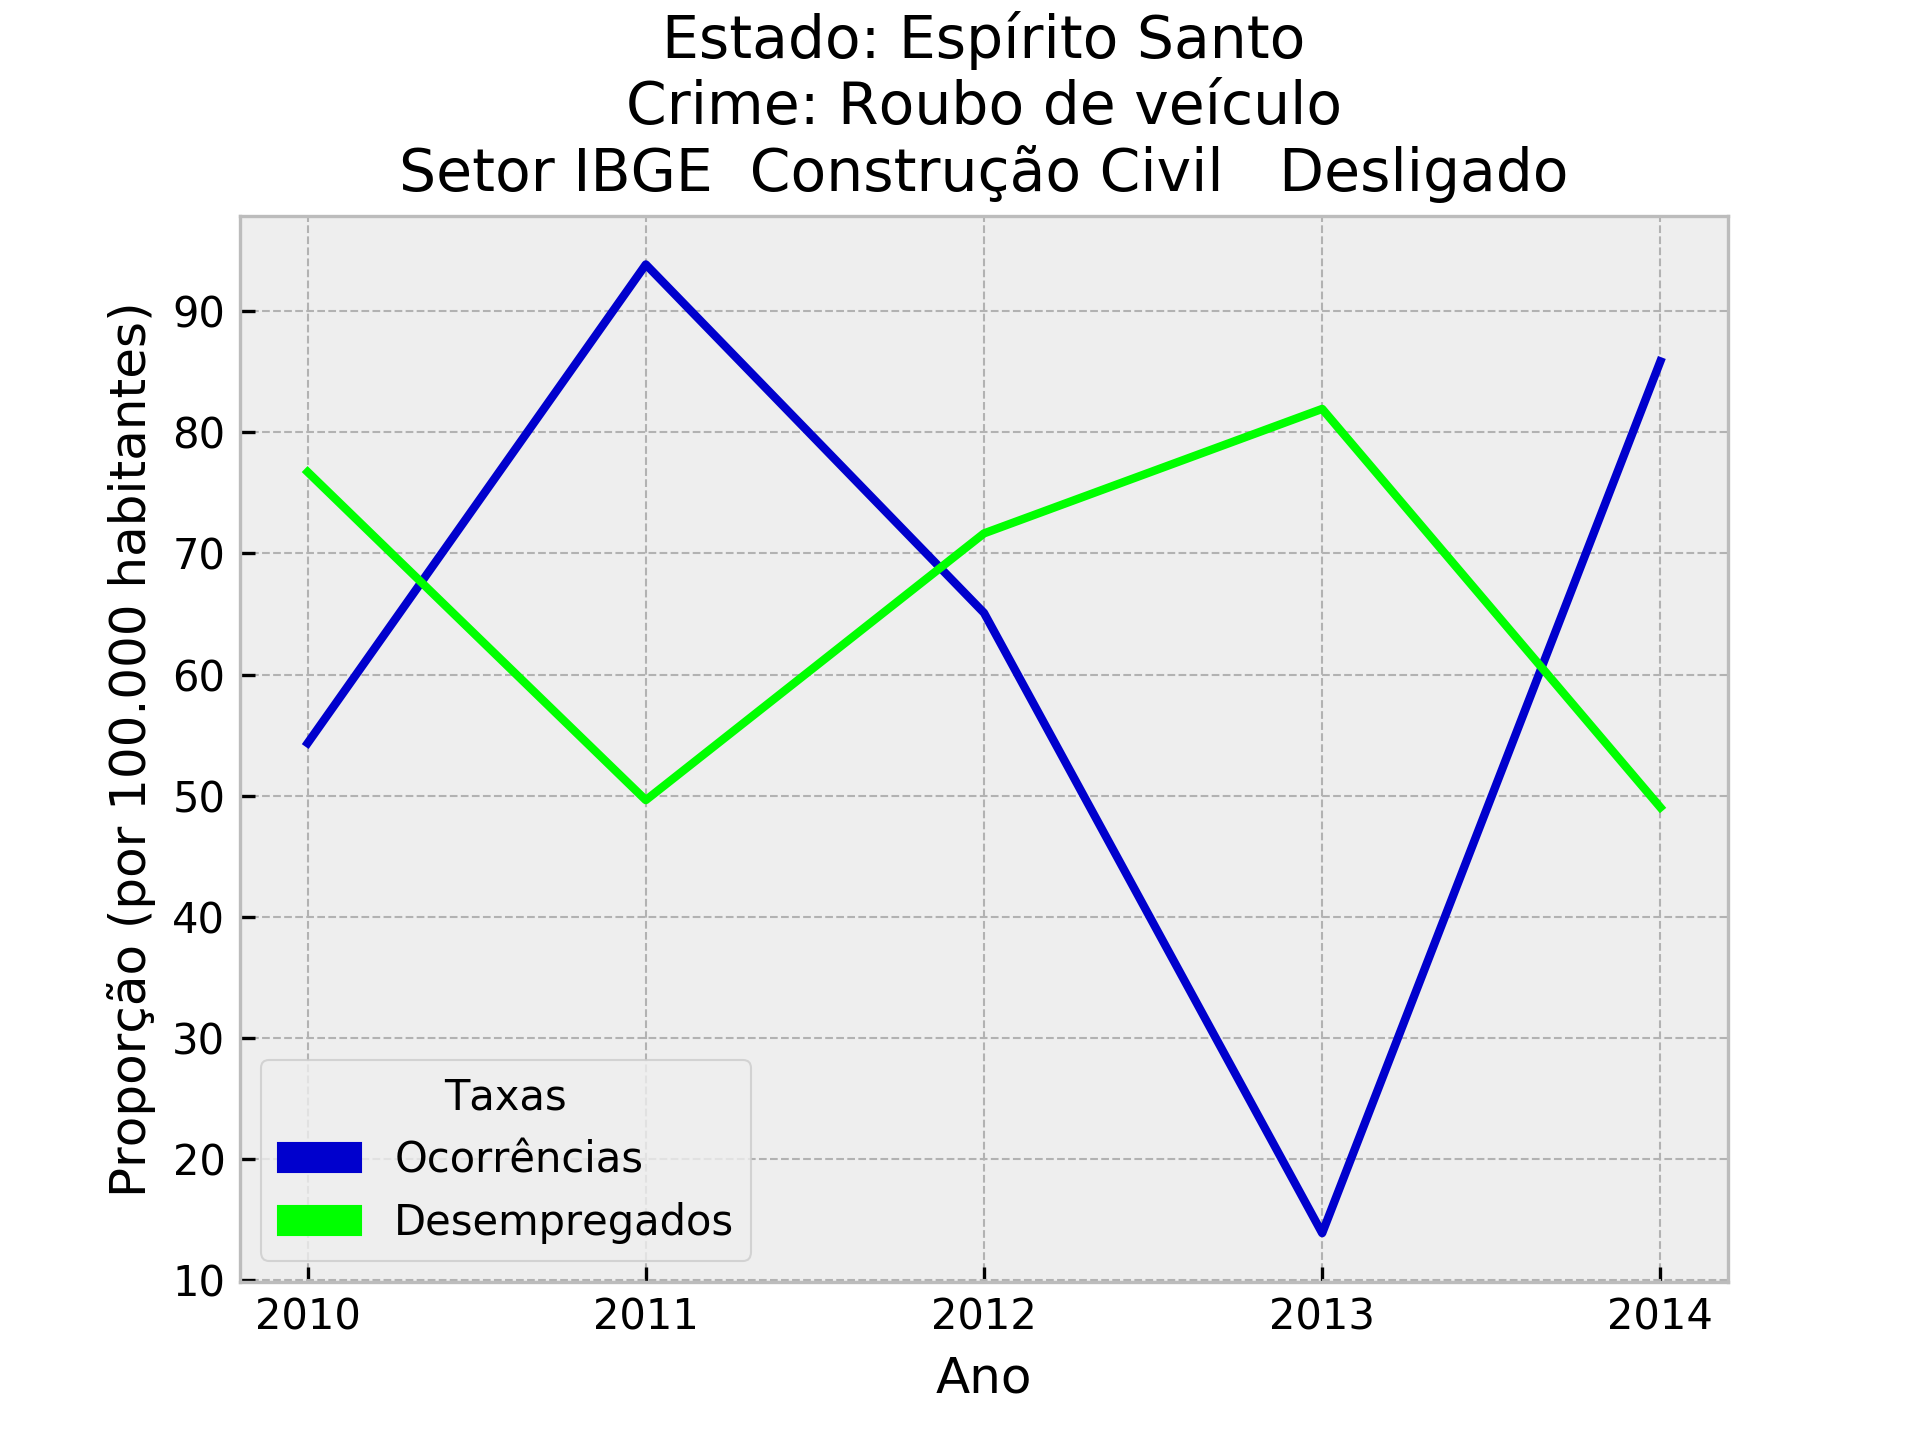 Estado: Espírito Santo
Crime: Roubo de veículo
Setor IBGE  Construção Civil   Desligado
Proporção (por 100.000 habitantes)
90
80
70
60
50
40
30
20
10
Taxas
Ocorrências
Desempregados
2010 2011 2012 2013 2014
Ano